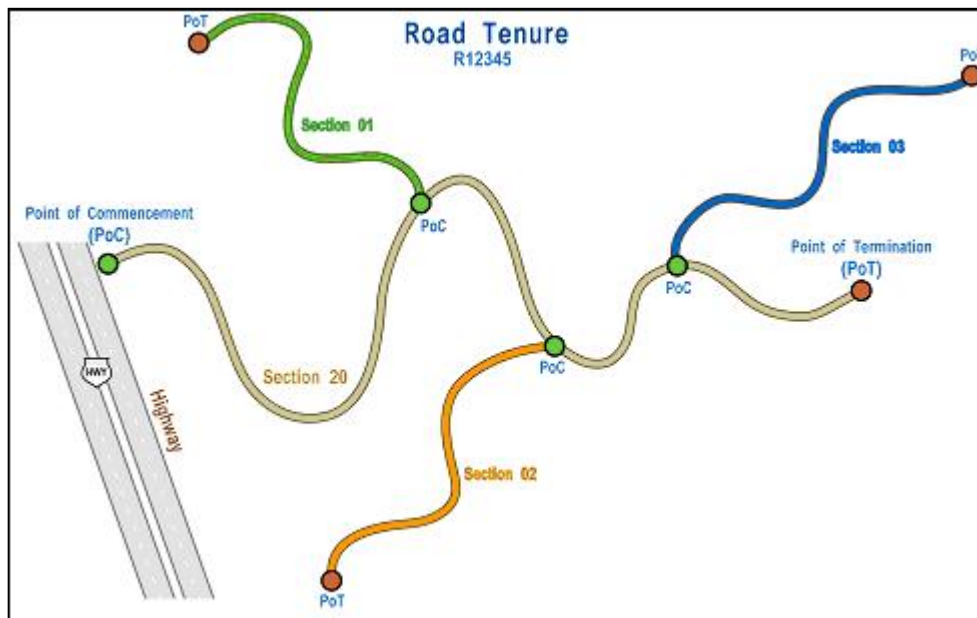 PoT
Road Tenure
R12345
Po
Section 01
Section 03
Point of Commencement
(PoC)
PoC
Point of Termination
(PoT)
PoC
HWY
Section 20
PoC
Highway
Section 02
PoT